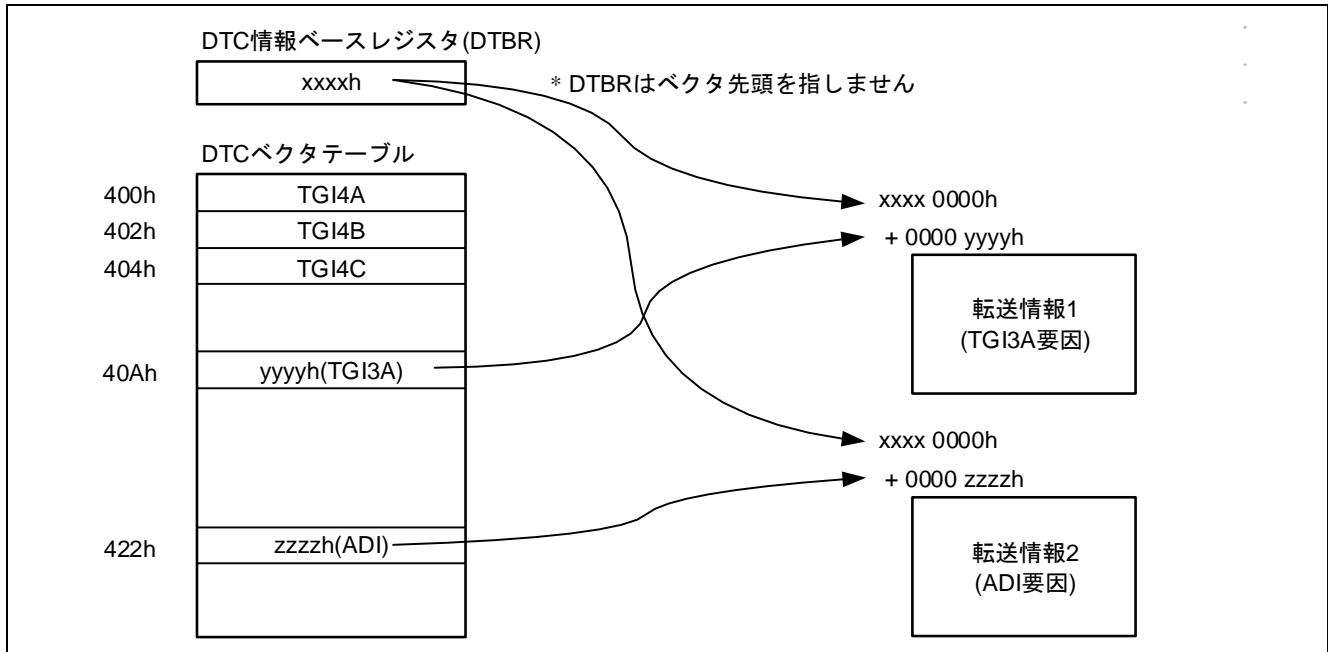 DTC情報ベースレジスタ(DTBR)
xxxxh
* DTBRはベクタ先頭を指しません
DTCベクタテーブル
400h TGI4A
402h TGI4B
404h TGI4C
40Ah yyyyh(TGI3A)
422h zzzzh(ADI)
xxxx 0000h
+ 0000 yyyyh
転送情報1
(TGI3A要因)
xxxx 0000h
+ 0000 zzzzh
転送情報2
(ADI要因)